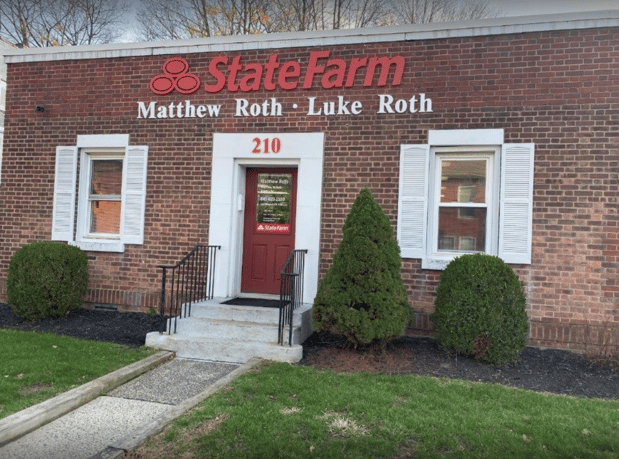 StateFarm
Matthew Roth · Luke Roth
210
Matthew Roth
StateFarm